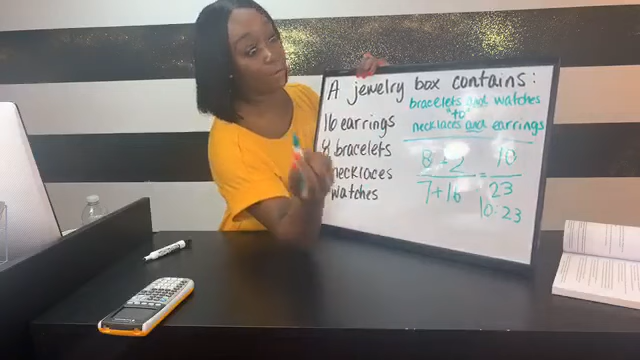 A jewelry box contains:
bracelets and watches
"to"
necklaces and earrings
16 earrings
8 bracelets
necklaces
watches
8 + 2
7 + 16
=
10
23
10:23